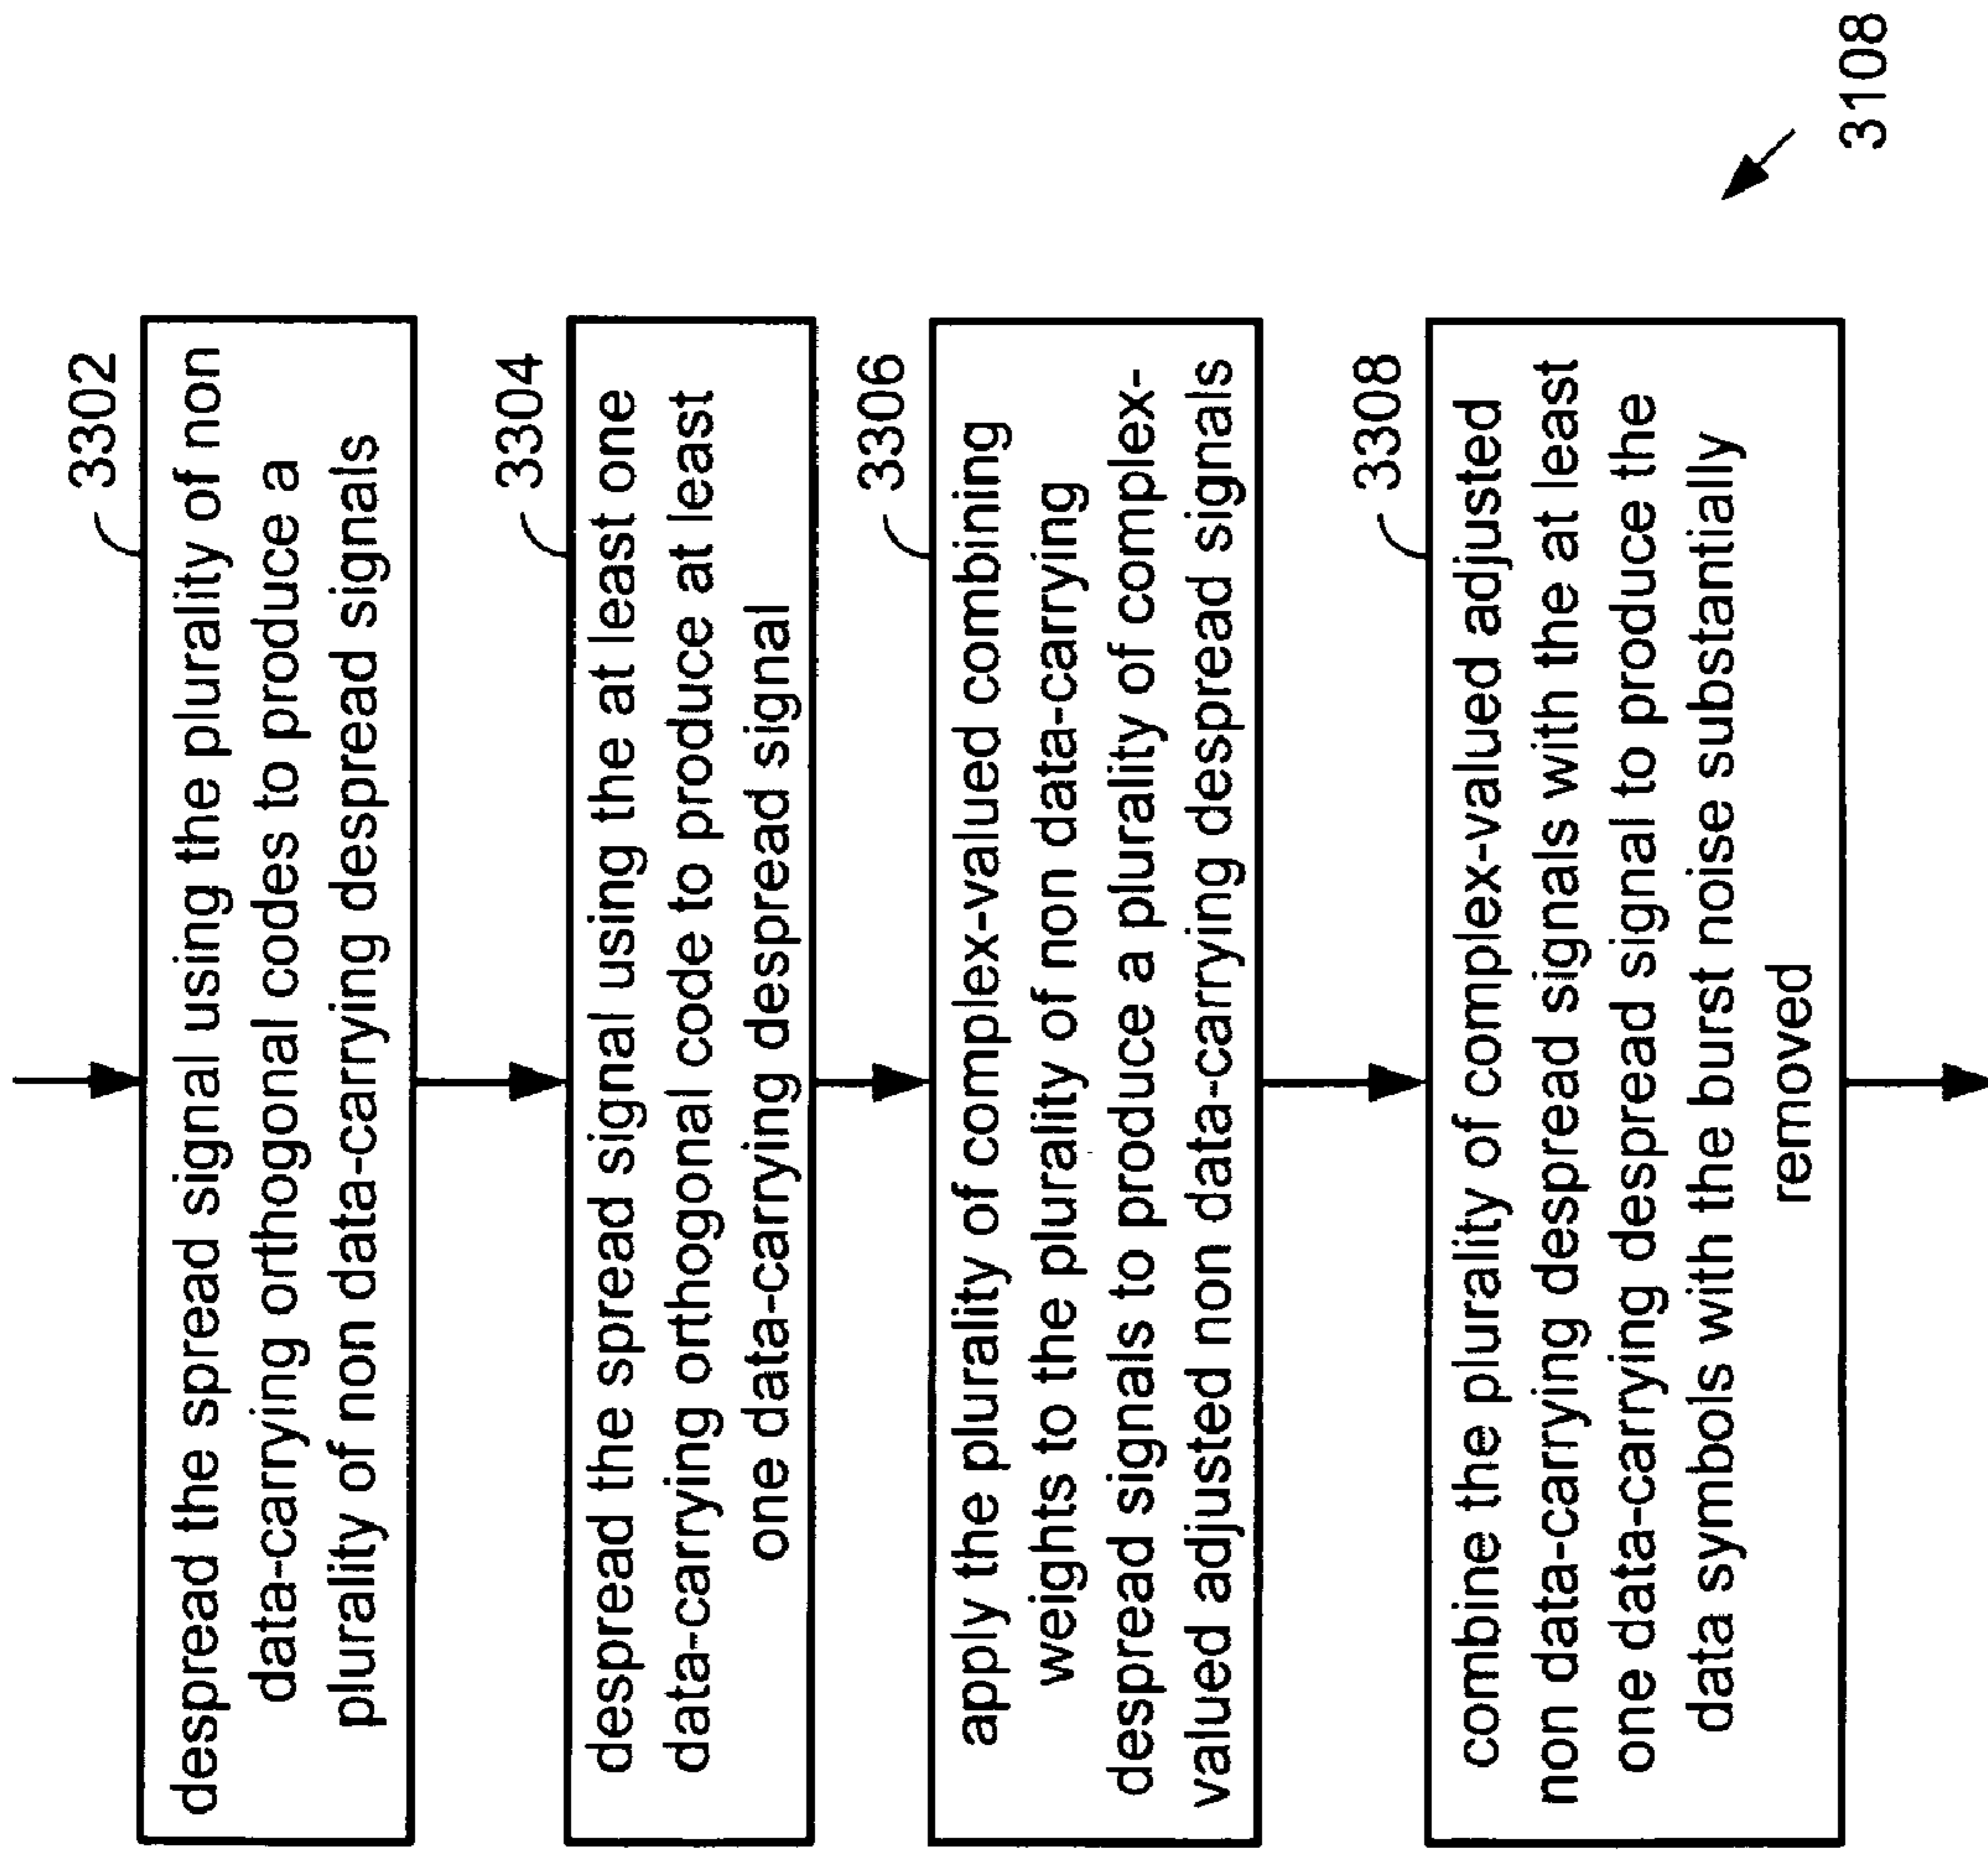 3302
despread the spread signal using the plurality of non
data-carrying orthogonal codes to produce a
plurality of non data-carrying despread signals
3304
despread the spread signal using the at least one
data-carrying orthogonal code to produce at least
one data-carrying despread signal
3306
apply the plurality of complex-valued combining
weights to the plurality of non data-carrying
despread signals to produce a plurality of complex-
valued adjusted non data-carrying despread signals
3308
combine the plurality of complex-valued adjusted
non data-carrying despread signals with the at least
one data-carrying despread signal to produce the
data symbols with the burst noise substantially
removed
3108